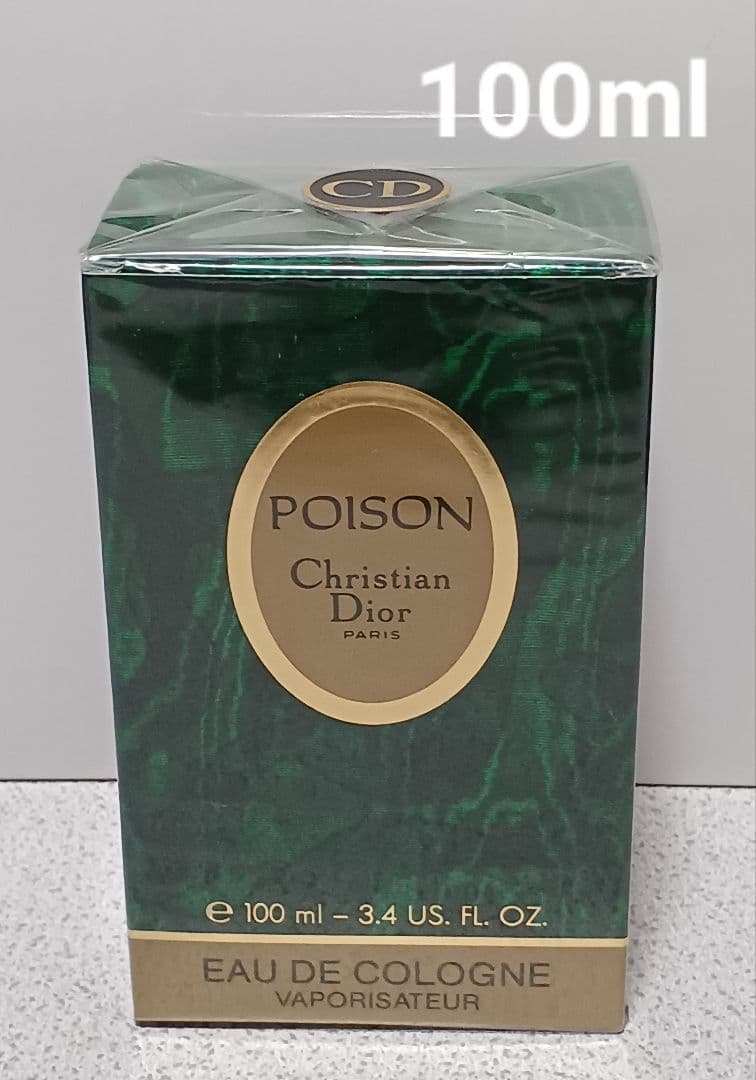 100ml
CD
POISON
Christian
Dior
PARIS
℮ 100 ml – 3.4 US. FL. OZ.
EAU DE COLOGNE
VAPORISATEUR